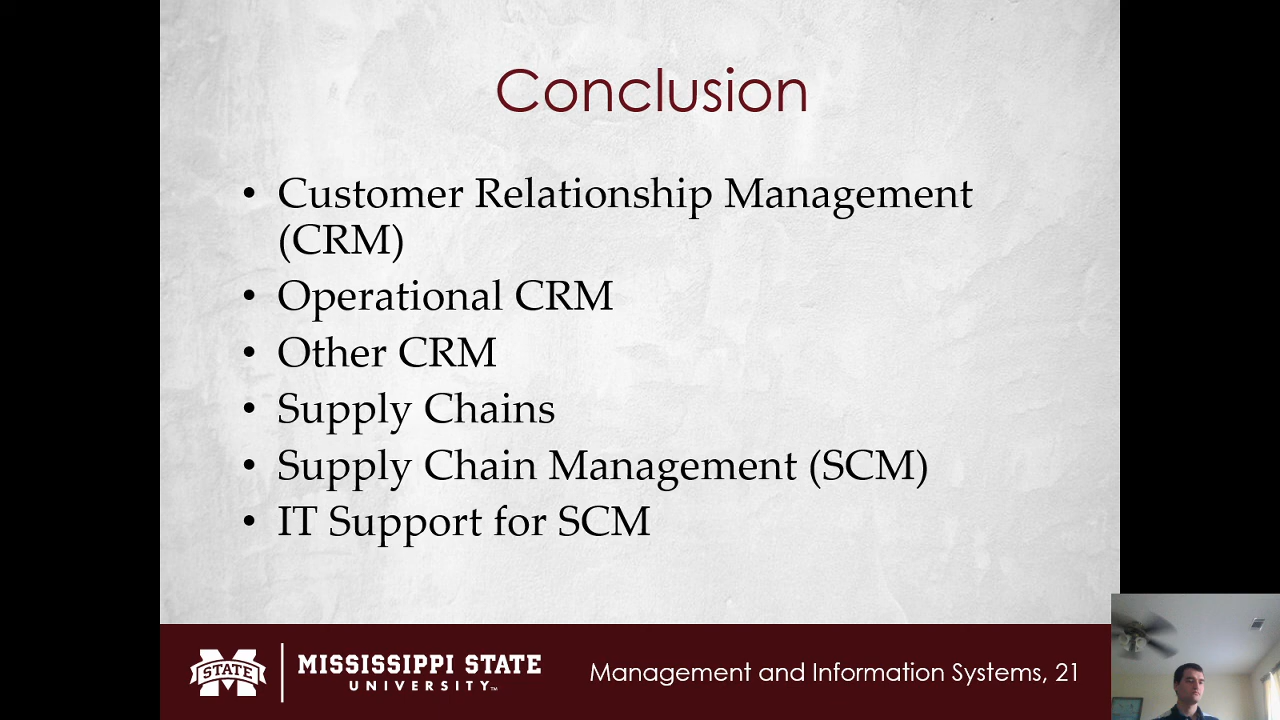 Conclusion
• Customer Relationship Management
(CRM)
• Operational CRM
• Other CRM
• Supply Chains
• Supply Chain Management (SCM)
• IT Support for SCM
STATE
MISSISSIPPI STATE
UNIVERSITY™
Management and Information Systems, 21